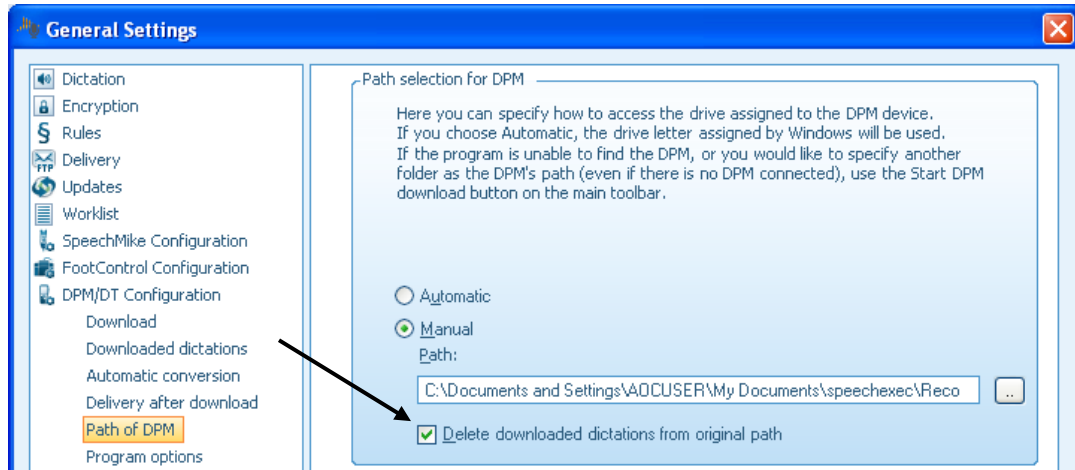 General Settings
Dictation
Encryption
Rules
Delivery
Updates
Worklist
SpeechMike Configuration
FootControl Configuration
DPM/DT Configuration
Download
Downloaded dictations
Automatic conversion
Delivery after download
Path of DPM
Program options
Path selection for DPM
Here you can specify how to access the drive assigned to the DPM device.
If you choose Automatic, the drive letter assigned by Windows will be used.
If the program is unable to find the DPM, or you would like to specify another
folder as the DPM's path (even if there is no DPM connected), use the Start DPM
download button on the main toolbar.
Automatic
Manual
Path:
C:\Documents and Settings\AOCUSER\My Documents\speechexec\Reco
..
Delete downloaded dictations from original path